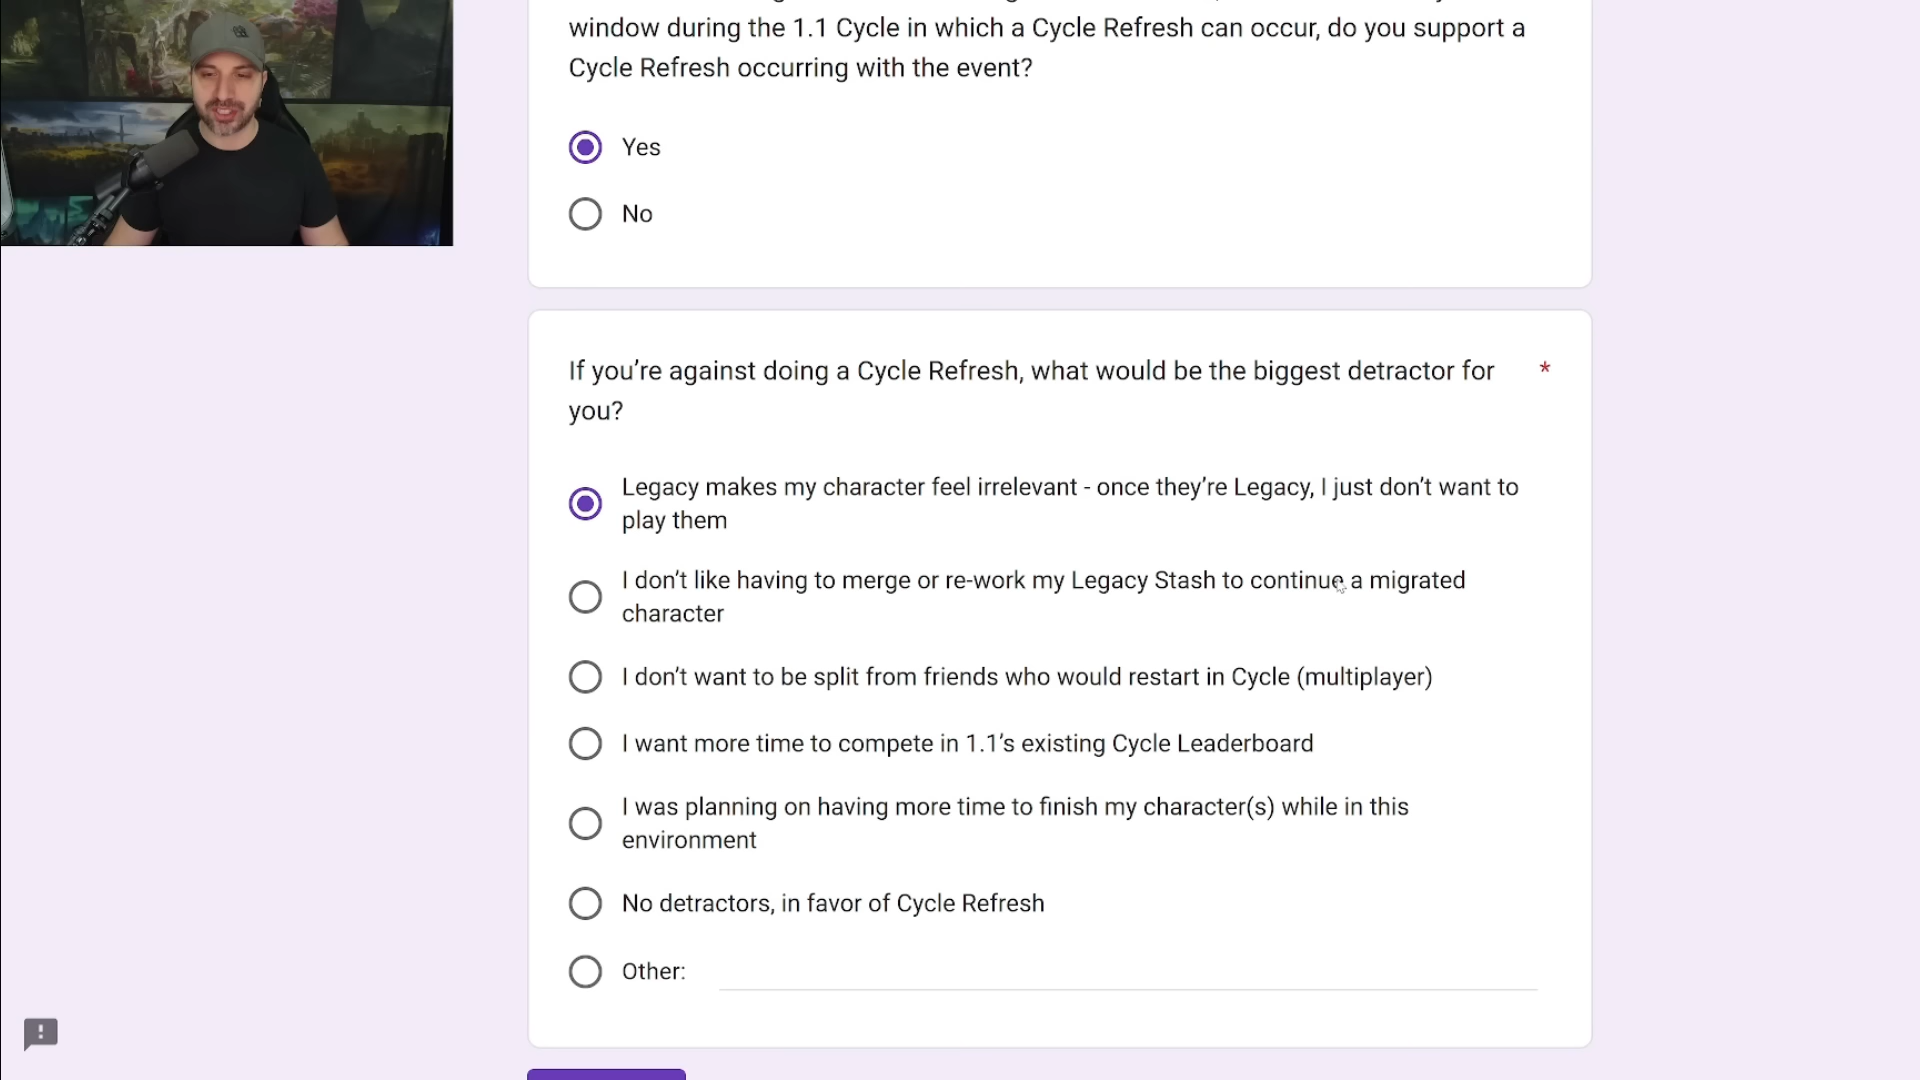 window during the 1.1 Cycle in which a Cycle Refresh can occur, do you support a
Cycle Refresh occurring with the event?
Yes
No
If you’re against doing a Cycle Refresh, what would be the biggest detractor for *
you?
Legacy makes my character feel irrelevant - once they’re Legacy, I just don’t want to
play them
I don’t like having to merge or re-work my Legacy Stash to continue a migrated
character
I don’t want to be split from friends who would restart in Cycle (multiplayer)
I want more time to compete in 1.1’s existing Cycle Leaderboard
I was planning on having more time to finish my character(s) while in this
environment
No detractors, in favor of Cycle Refresh
Other: